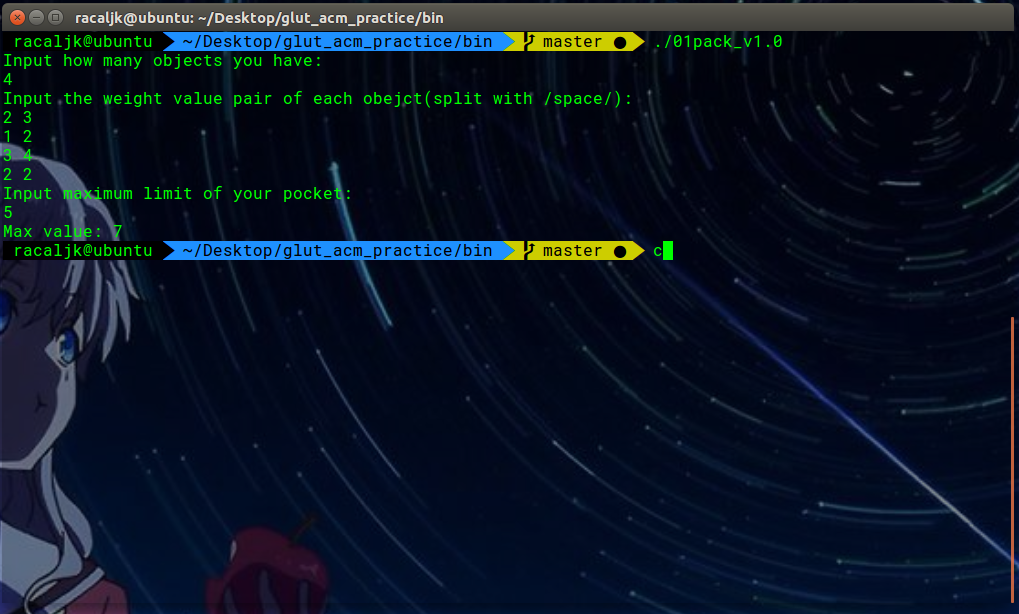 racaljk@ubuntu: ~/Desktop/glut_acm_practice/bin
racaljk@ubuntu ~/Desktop/glut_acm_practice/bin master ● ./01pack_v1.0
Input how many objects you have:
4
Input the weight value pair of each obejct(split with /space/):
2 3
1 2
3 4
2 2
Input maximum limit of your pocket:
5
Max value: 7
racaljk@ubuntu ~/Desktop/glut_acm_practice/bin master ● c